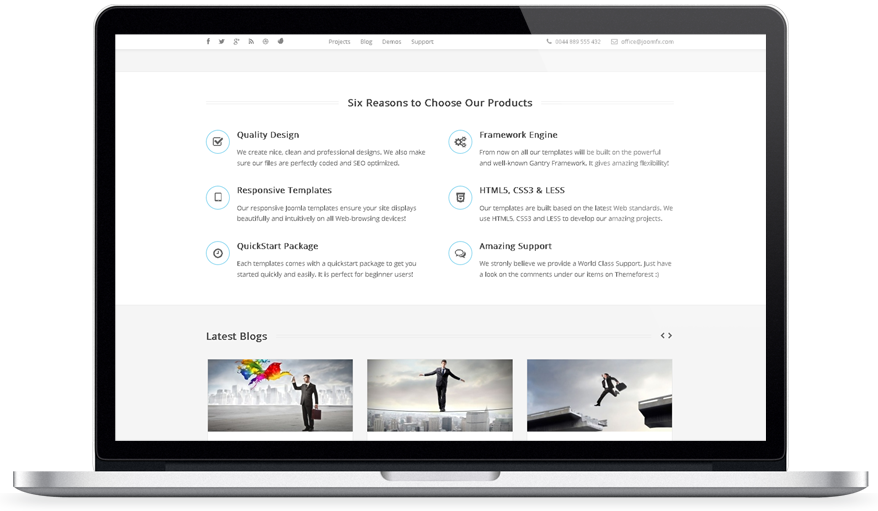 Projects Blog Demos Support
0044 889 555 432 office@joomfx.com
Six Reasons to Choose Our Products
Quality Design
We create nice, clean and professional designs. We also make
sure our files are perfectly coded and SEO optimized.
Framework Engine
From now on all our templates will be built on the powerful
and well-known Gantry Framework. It gives amazing flexibility!
Responsive Templates
Our responsive Joomla templates ensure your site displays
beautifully and intuitively on all Web-browsing devices!
HTML5, CSS3 & LESS
Our templates are built based on the latest Web standards. We
use HTML5, CSS3 and LESS to develop our amazing projects.
QuickStart Package
Each templates comes with a quickstart package to get you
started quickly and easily. It is perfect for beginner users!
Amazing Support
We stronly bellieve we provide a World Class Support. Just have
a look on the comments under our items on Themeforest :)
Latest Blogs